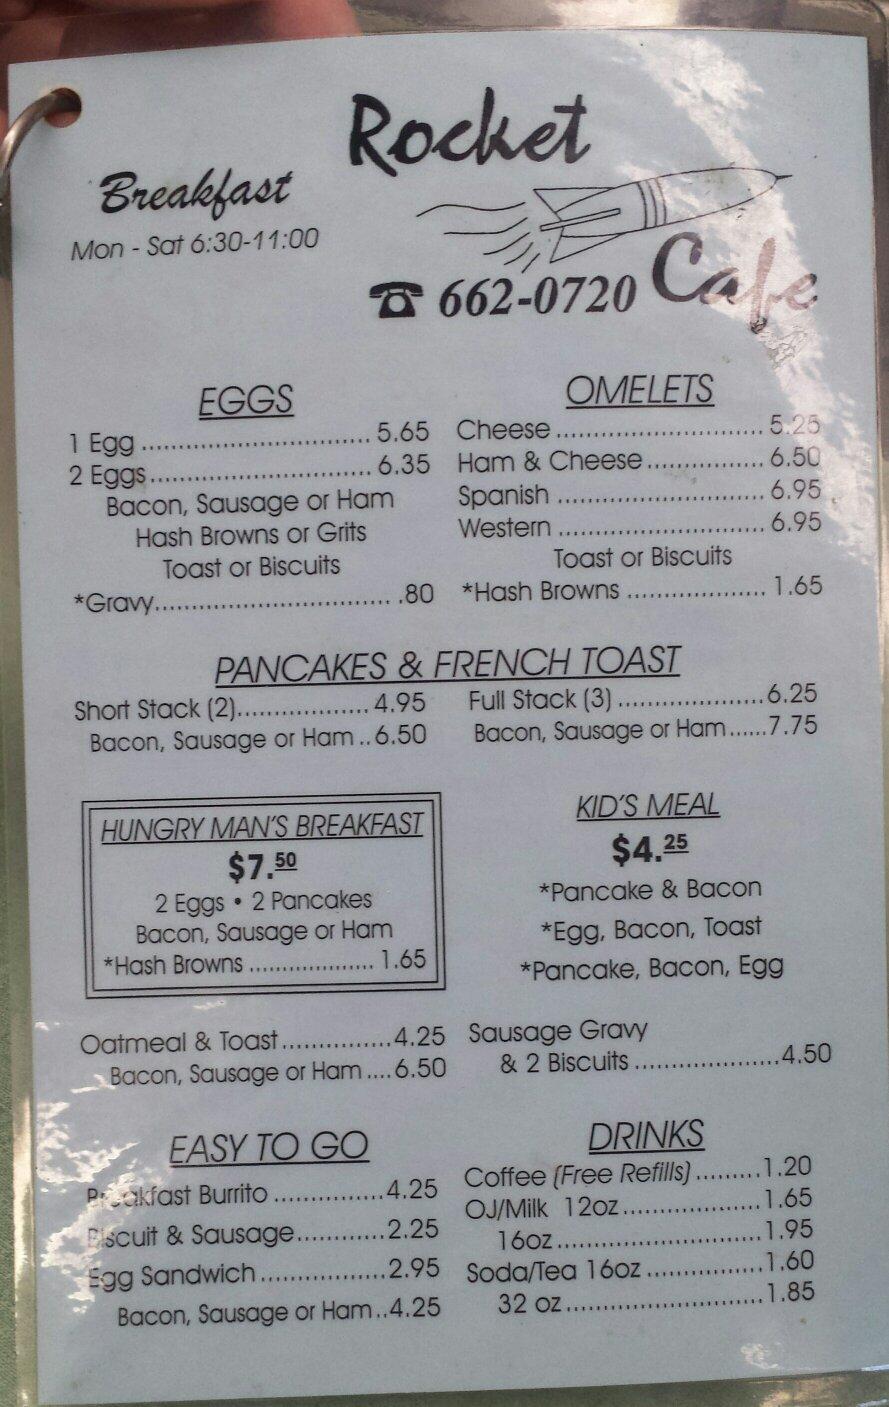 Rocket
Breakfast
Mon - Sat 6:30-11:00
Cafe
662-0720
EGGS
1 Egg ............................... 5.65
2 Eggs.............................. 6.35
Bacon, Sausage or Ham
Hash Browns or Grits
Toast or Biscuits
*Gravy................................ .80
OMELETS
Cheese............................ 5.25
Ham & Cheese................ 6.50
Spanish ............................ 6.95
Western ............................ 6.95
Toast or Biscuits
*Hash Browns ................... 1.65
PANCAKES & FRENCH TOAST
Short Stack (2).................. 4.95
Bacon, Sausage or Ham ..6.50
Full Stack (3) ....................6.25
Bacon, Sausage or Ham......7.75
HUNGRY MAN'S BREAKFAST
$7.50
2 Eggs • 2 Pancakes
Bacon, Sausage or Ham
*Hash Browns ................... 1.65
KID'S MEAL
$4.25
*Pancake & Bacon
*Egg, Bacon, Toast
*Pancake, Bacon, Egg
Oatmeal & Toast...............4.25
Bacon, Sausage or Ham ....6.50
Sausage Gravy
& 2 Biscuits ....................4.50
EASY TO GO
Breakfast Burrito ...............4.25
Biscuit & Sausage............2.25
Egg Sandwich.................2.95
Bacon, Sausage or Ham..4.25
DRINKS
Coffee (Free Refills) .........1.20
OJ/Milk 12oz...................1.65
16oz............................1.95
Soda/Tea 16oz ................1.60
32 oz...........................1.85